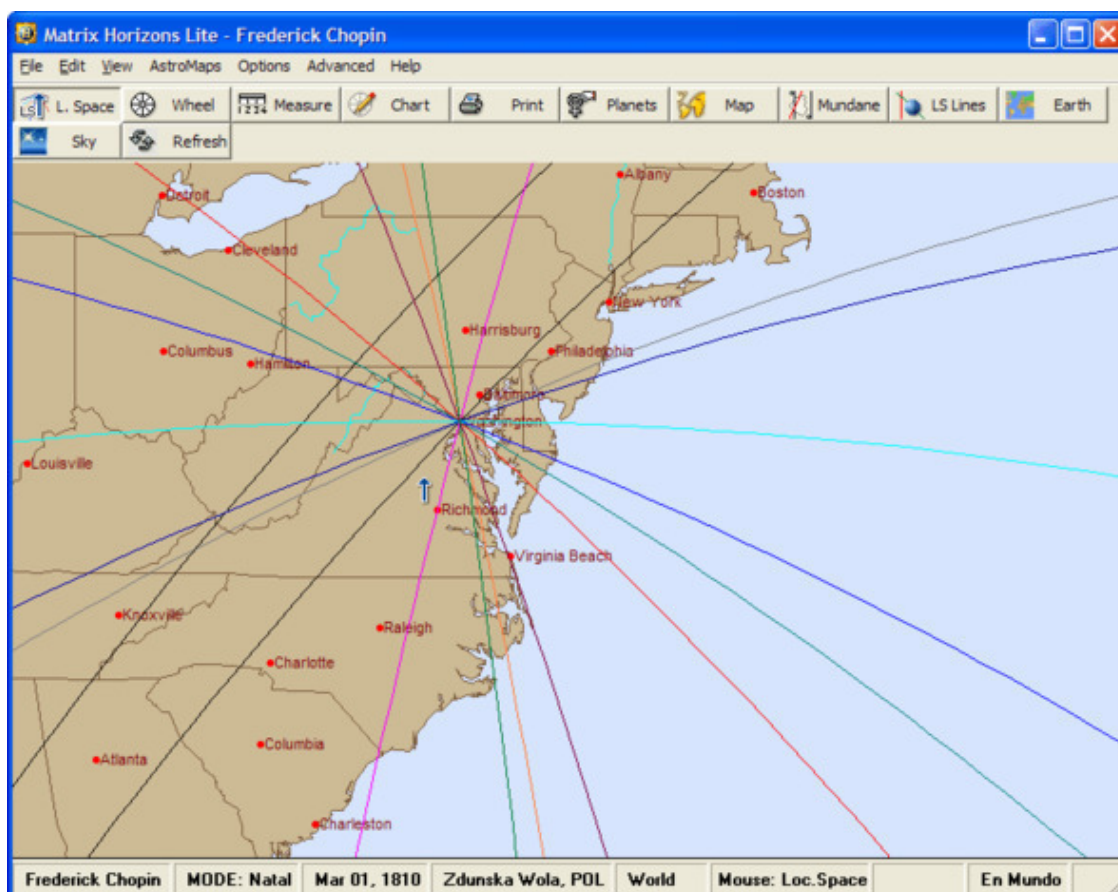 Matrix Horizons Lite - Frederick Chopin
File Edit View AstroMaps Options Advanced Help
LS L. Space Wheel 1234 Measure Chart Print Planets Map Mundane LS Lines Earth
Sky Refresh
Albany
Detroit Boston
Cleveland
New York
Harrisburg
Columbus Philadelphia
Hamilton
Baltimore
Washington
Louisville
Richmond
Virginia Beach
Knoxville
Raleigh
Charlotte
Columbia
Atlanta
Charleston
Frederick Chopin MODE: Natal Mar 01, 1810 Zdunska Wola, POL World Mouse: Loc.Space En Mundo